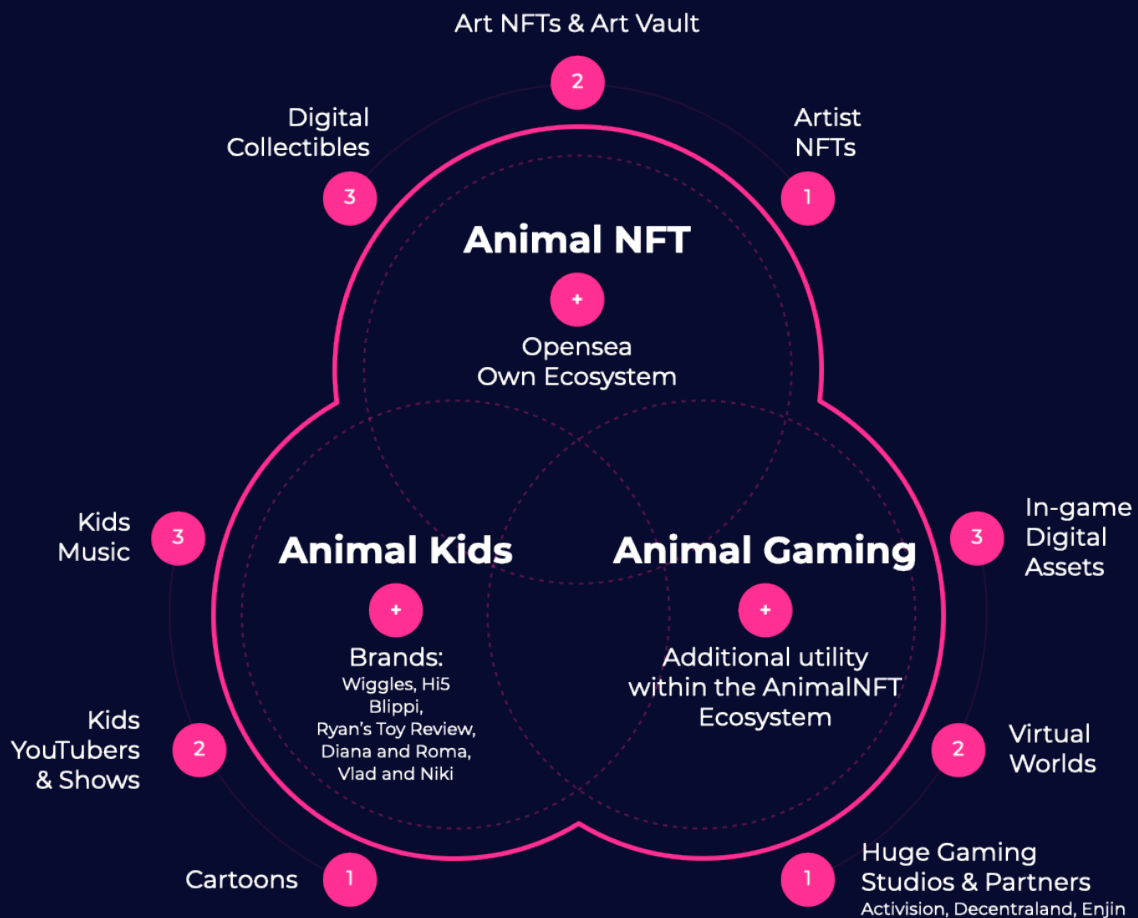 Art NFTs & Art Vault
2
Digital
Collectibles
3
Artist
NFTs
1
Animal NFT
+
Opensea
Own Ecosystem
Kids
Music
3
Animal Kids
+
Brands:
Wiggles, Hi5
Blippi,
Ryan's Toy Review,
Diana and Roma,
Vlad and Niki
Animal Gaming
+
Additional utility
within the AnimalNFT
Ecosystem
3
In-game
Digital
Assets
Kids
YouTubers
& Shows
2
2
Virtual
Worlds
Cartoons
1
1
Huge Gaming
Studios & Partners
Activision, Decentraland, Enjin